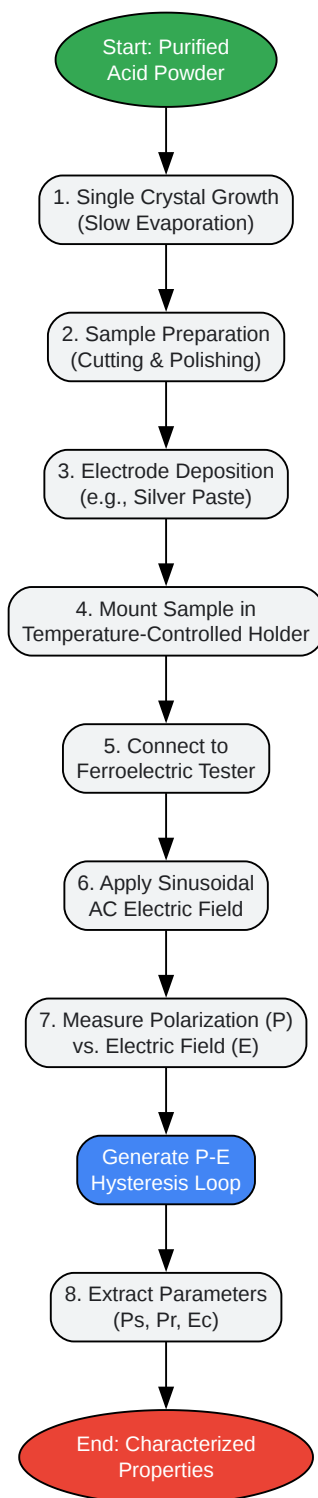 Start: Purified
Acid Powder
1. Single Crystal Growth
(Slow Evaporation)
2. Sample Preparation
(Cutting & Polishing)
3. Electrode Deposition
(e.g., Silver Paste)
4. Mount Sample in
Temperature-Controlled Holder
5. Connect to
Ferroelectric Tester
6. Apply Sinusoidal
AC Electric Field
7. Measure Polarization (P)
vs. Electric Field (E)
Generate P-E
Hysteresis Loop
8. Extract Parameters
(Ps, Pr, Ec)
End: Characterized
Properties